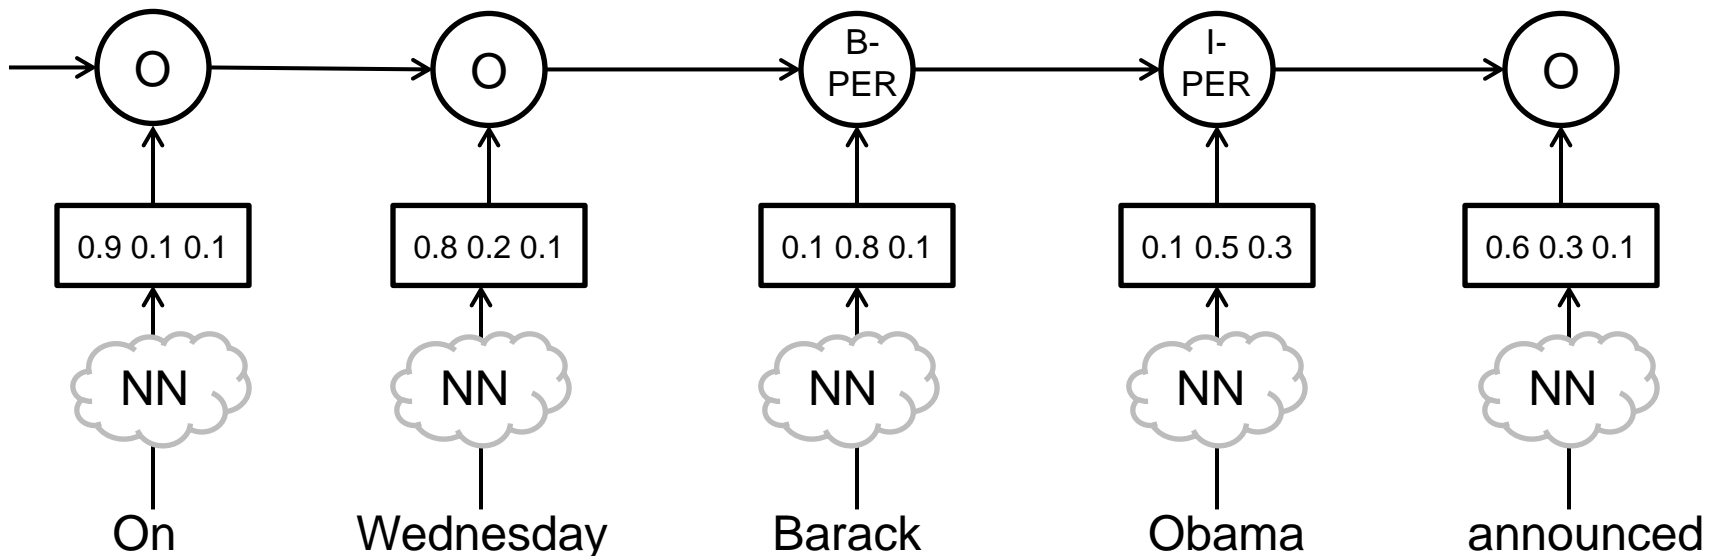 O O B- I- O
PER PER
0.9 0.1 0.1 0.8 0.2 0.1 0.1 0.8 0.1 0.1 0.5 0.3 0.6 0.3 0.1
NN NN NN NN NN
On Wednesday Barack Obama announced